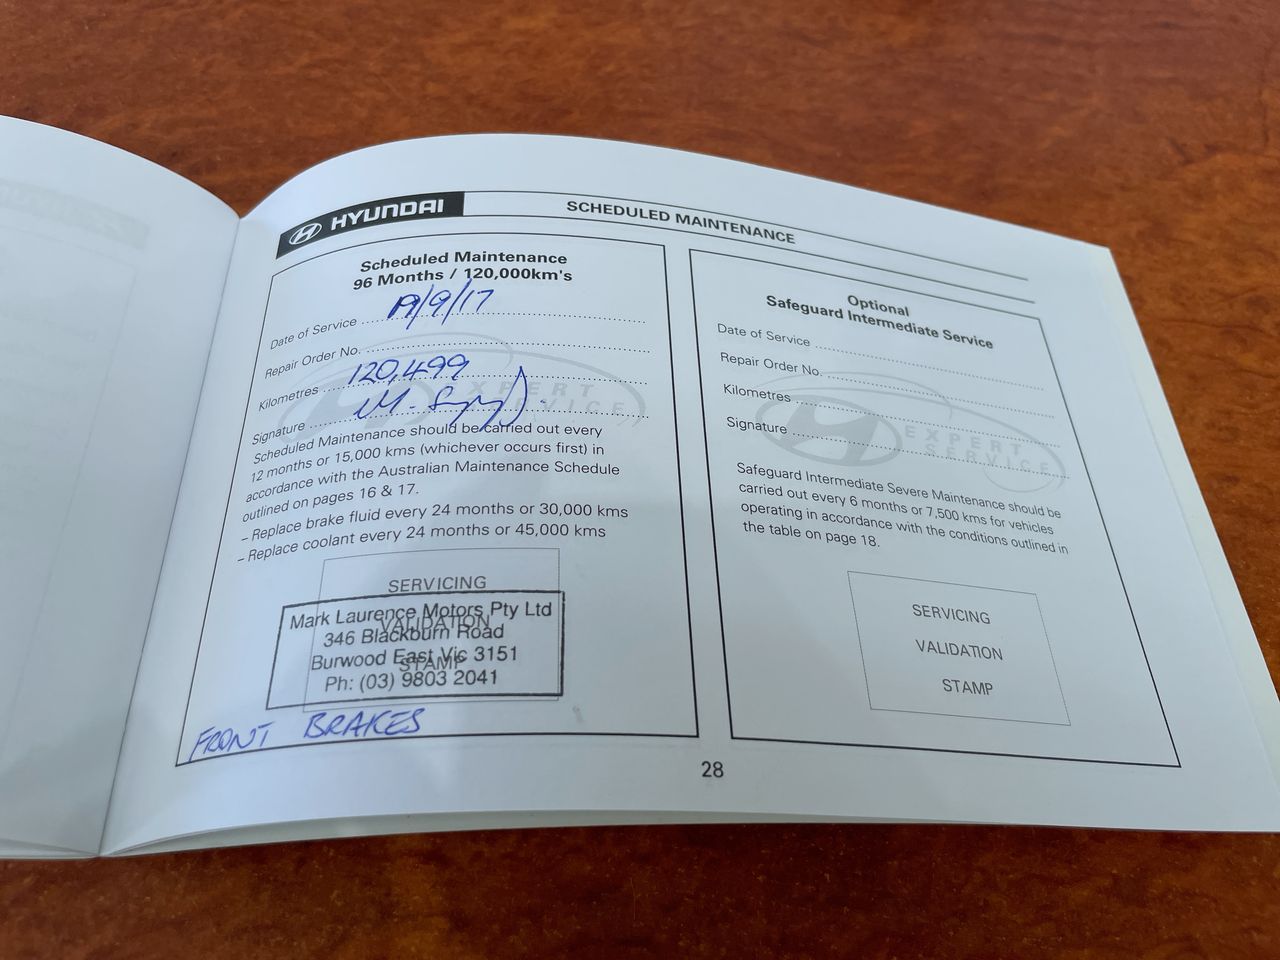 HYUNDAI
SCHEDULED MAINTENANCE
Scheduled Maintenance
96 Months / 120,000km's
Date of Service 19/9/17
Repair Order No.
Kilometres 120,499
Signature
EXPERT
SERVICE
Scheduled Maintenance should be carried out every
12 months or 15,000 kms (whichever occurs first) in
accordance with the Australian Maintenance Schedule
outlined on pages 16 & 17.
– Replace brake fluid every 24 months or 30,000 kms
– Replace coolant every 24 months or 45,000 kms
SERVICING
VALIDATION
STAMP
Mark Laurence Motors Pty Ltd
346 Blackburn Road
Burwood East Vic 3151
Ph: (03) 9803 2041
FRONT BRAKES
Optional
Safeguard Intermediate Service
Date of Service
Repair Order No.
Kilometres
Signature
EXPERT
SERVICE
Safeguard Intermediate Severe Maintenance should be
carried out every 6 months or 7,500 kms for vehicles
operating in accordance with the conditions outlined in
the table on page 18.
SERVICING
VALIDATION
STAMP
28